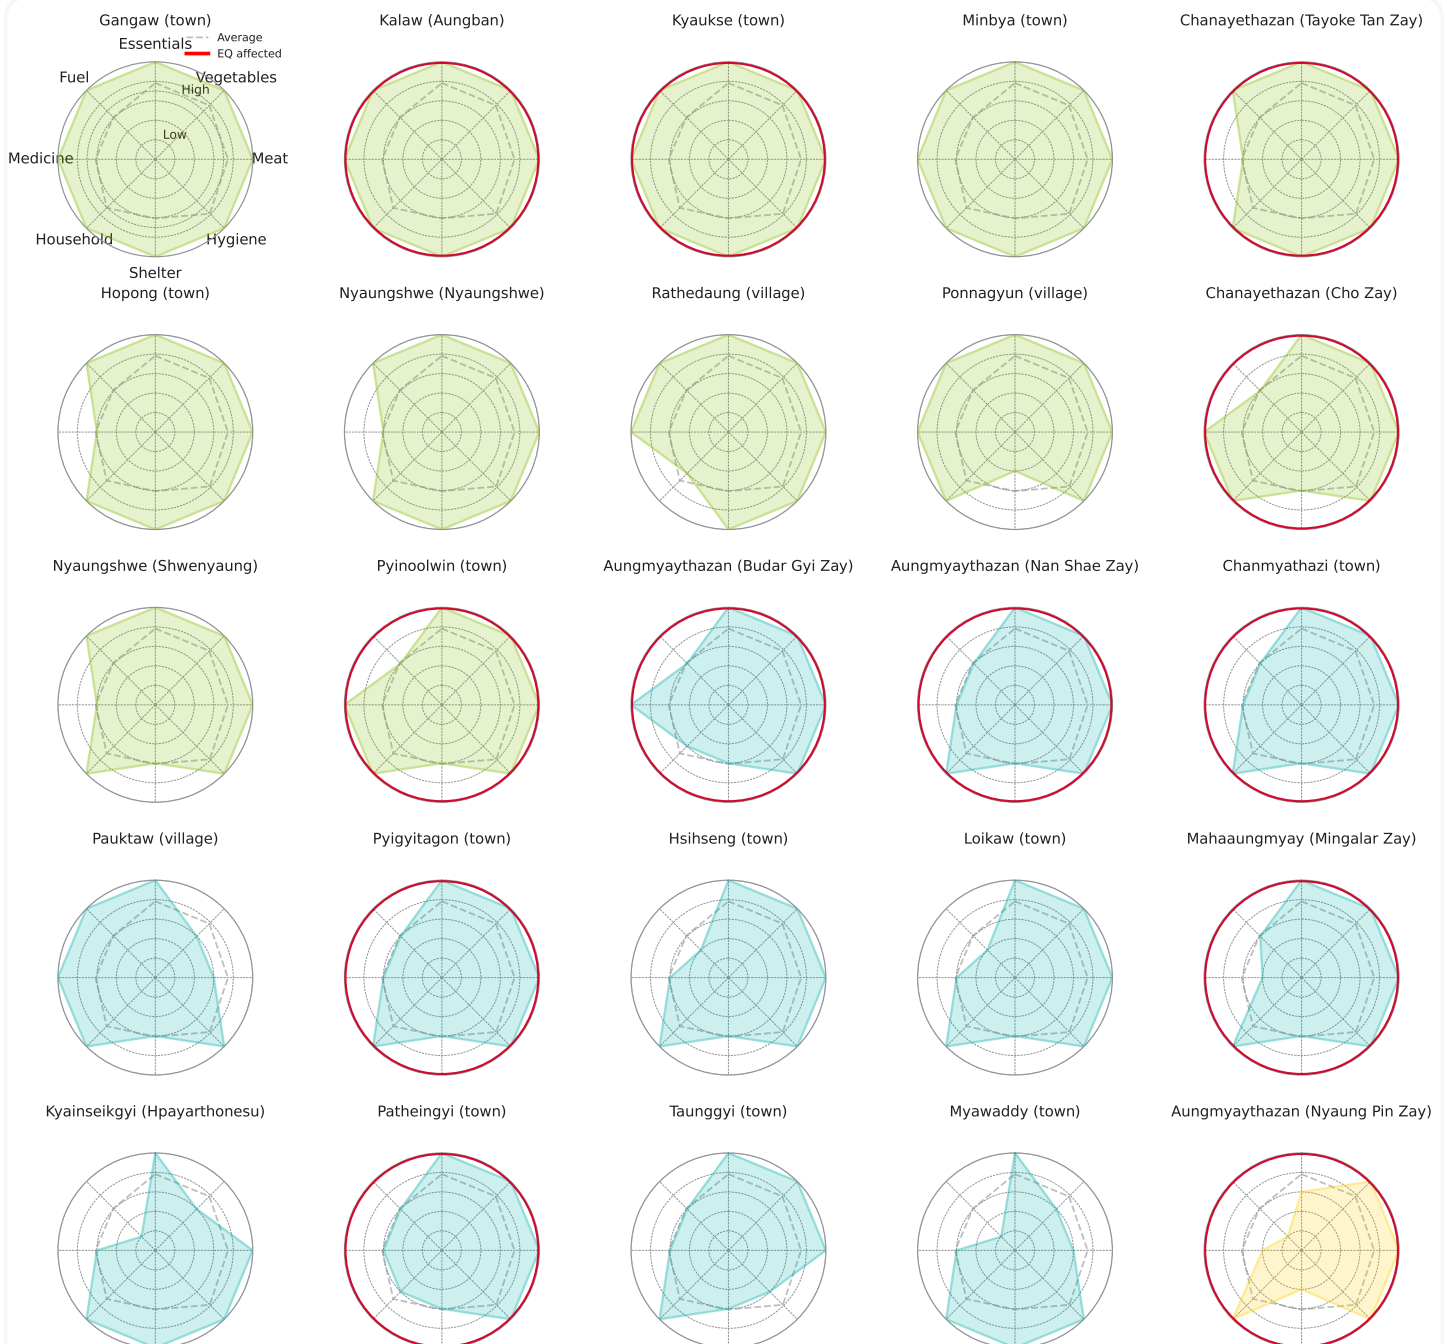 Gangaw (town)
Kalaw (Aungban)
Kyaukse (town)
Minbya (town)
Chanayethazan (Tayoke Tan Zay)
Average
EQ affected
Essentials
Fuel
Vegetables
High
Low
Medicine
Meat
Household
Hygiene
Shelter
Hopong (town)
Nyaungshwe (Nyaungshwe)
Rathedaung (village)
Ponnagyun (village)
Chanayethazan (Cho Zay)
Nyaungshwe (Shwenyaung)
Pyinoolwin (town)
Aungmyaythazan (Budar Gyi Zay)
Aungmyaythazan (Nan Shae Zay)
Chanmyathazi (town)
Pauktaw (village)
Pyigyitagon (town)
Hsihseng (town)
Loikaw (town)
Mahaaungmyay (Mingalar Zay)
Kyainseikgyi (Hpayarthonesu)
Patheingyi (town)
Taunggyi (town)
Myawaddy (town)
Aungmyaythazan (Nyaung Pin Zay)